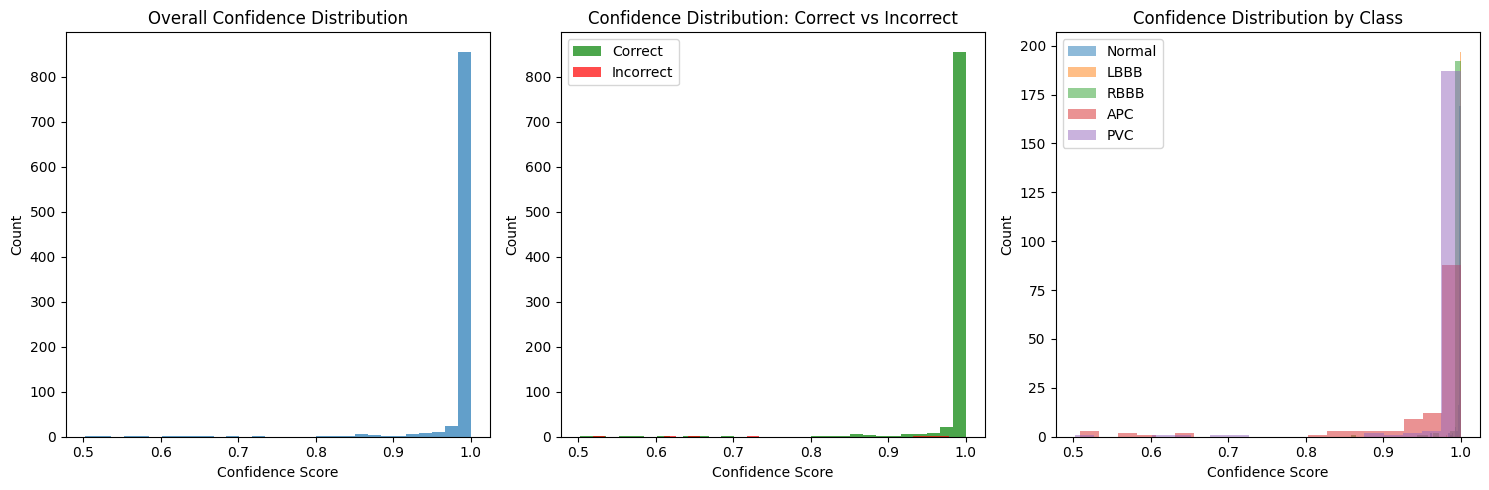 Overall Confidence Distribution
Count
800
700
600
500
400
300
200
100
0
0.5 0.6 0.7 0.8 0.9 1.0
Confidence Score
Confidence Distribution: Correct vs Incorrect
Correct
Incorrect
Count
800
700
600
500
400
300
200
100
0
0.5 0.6 0.7 0.8 0.9 1.0
Confidence Score
Confidence Distribution by Class
Normal
LBBB
RBBB
APC
PVC
Count
200
175
150
125
100
75
50
25
0
0.5 0.6 0.7 0.8 0.9 1.0
Confidence Score